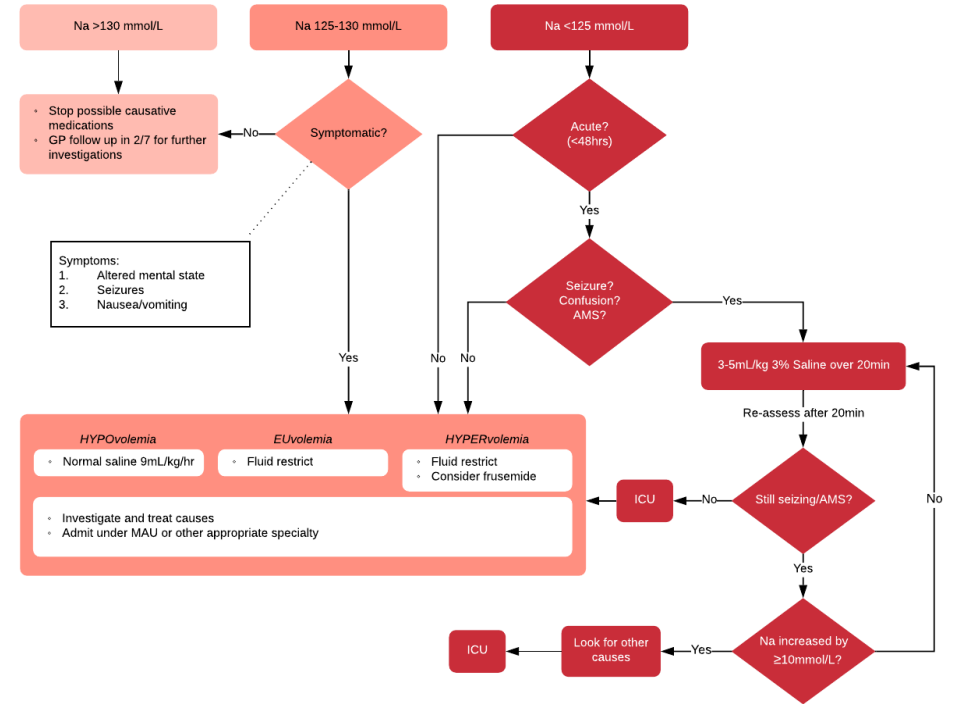 Na >130 mmol/L
Na 125-130 mmol/L
Na <125 mmol/L
◦ Stop possible causative
medications
◦ GP follow up in 2/7 for further
investigations
No
Symptomatic?
Acute?
(<48hrs)
Yes
Symptoms:
1. Altered mental state
2. Seizures
3. Nausea/vomiting
Seizure?
Confusion?
AMS?
Yes
Yes
No
No
3-5mL/kg 3% Saline over 20min
Re-assess after 20min
HYPOvolemia
◦ Normal saline 9mL/kg/hr
EUvolemia
◦ Fluid restrict
HYPERvolemia
◦ Fluid restrict
◦ Consider frusemide
◦ Investigate and treat causes
◦ Admit under MAU or other appropriate specialty
ICU
No
Still seizing/AMS?
No
Yes
ICU
Look for other
causes
Yes
Na increased by
≥10mmol/L?